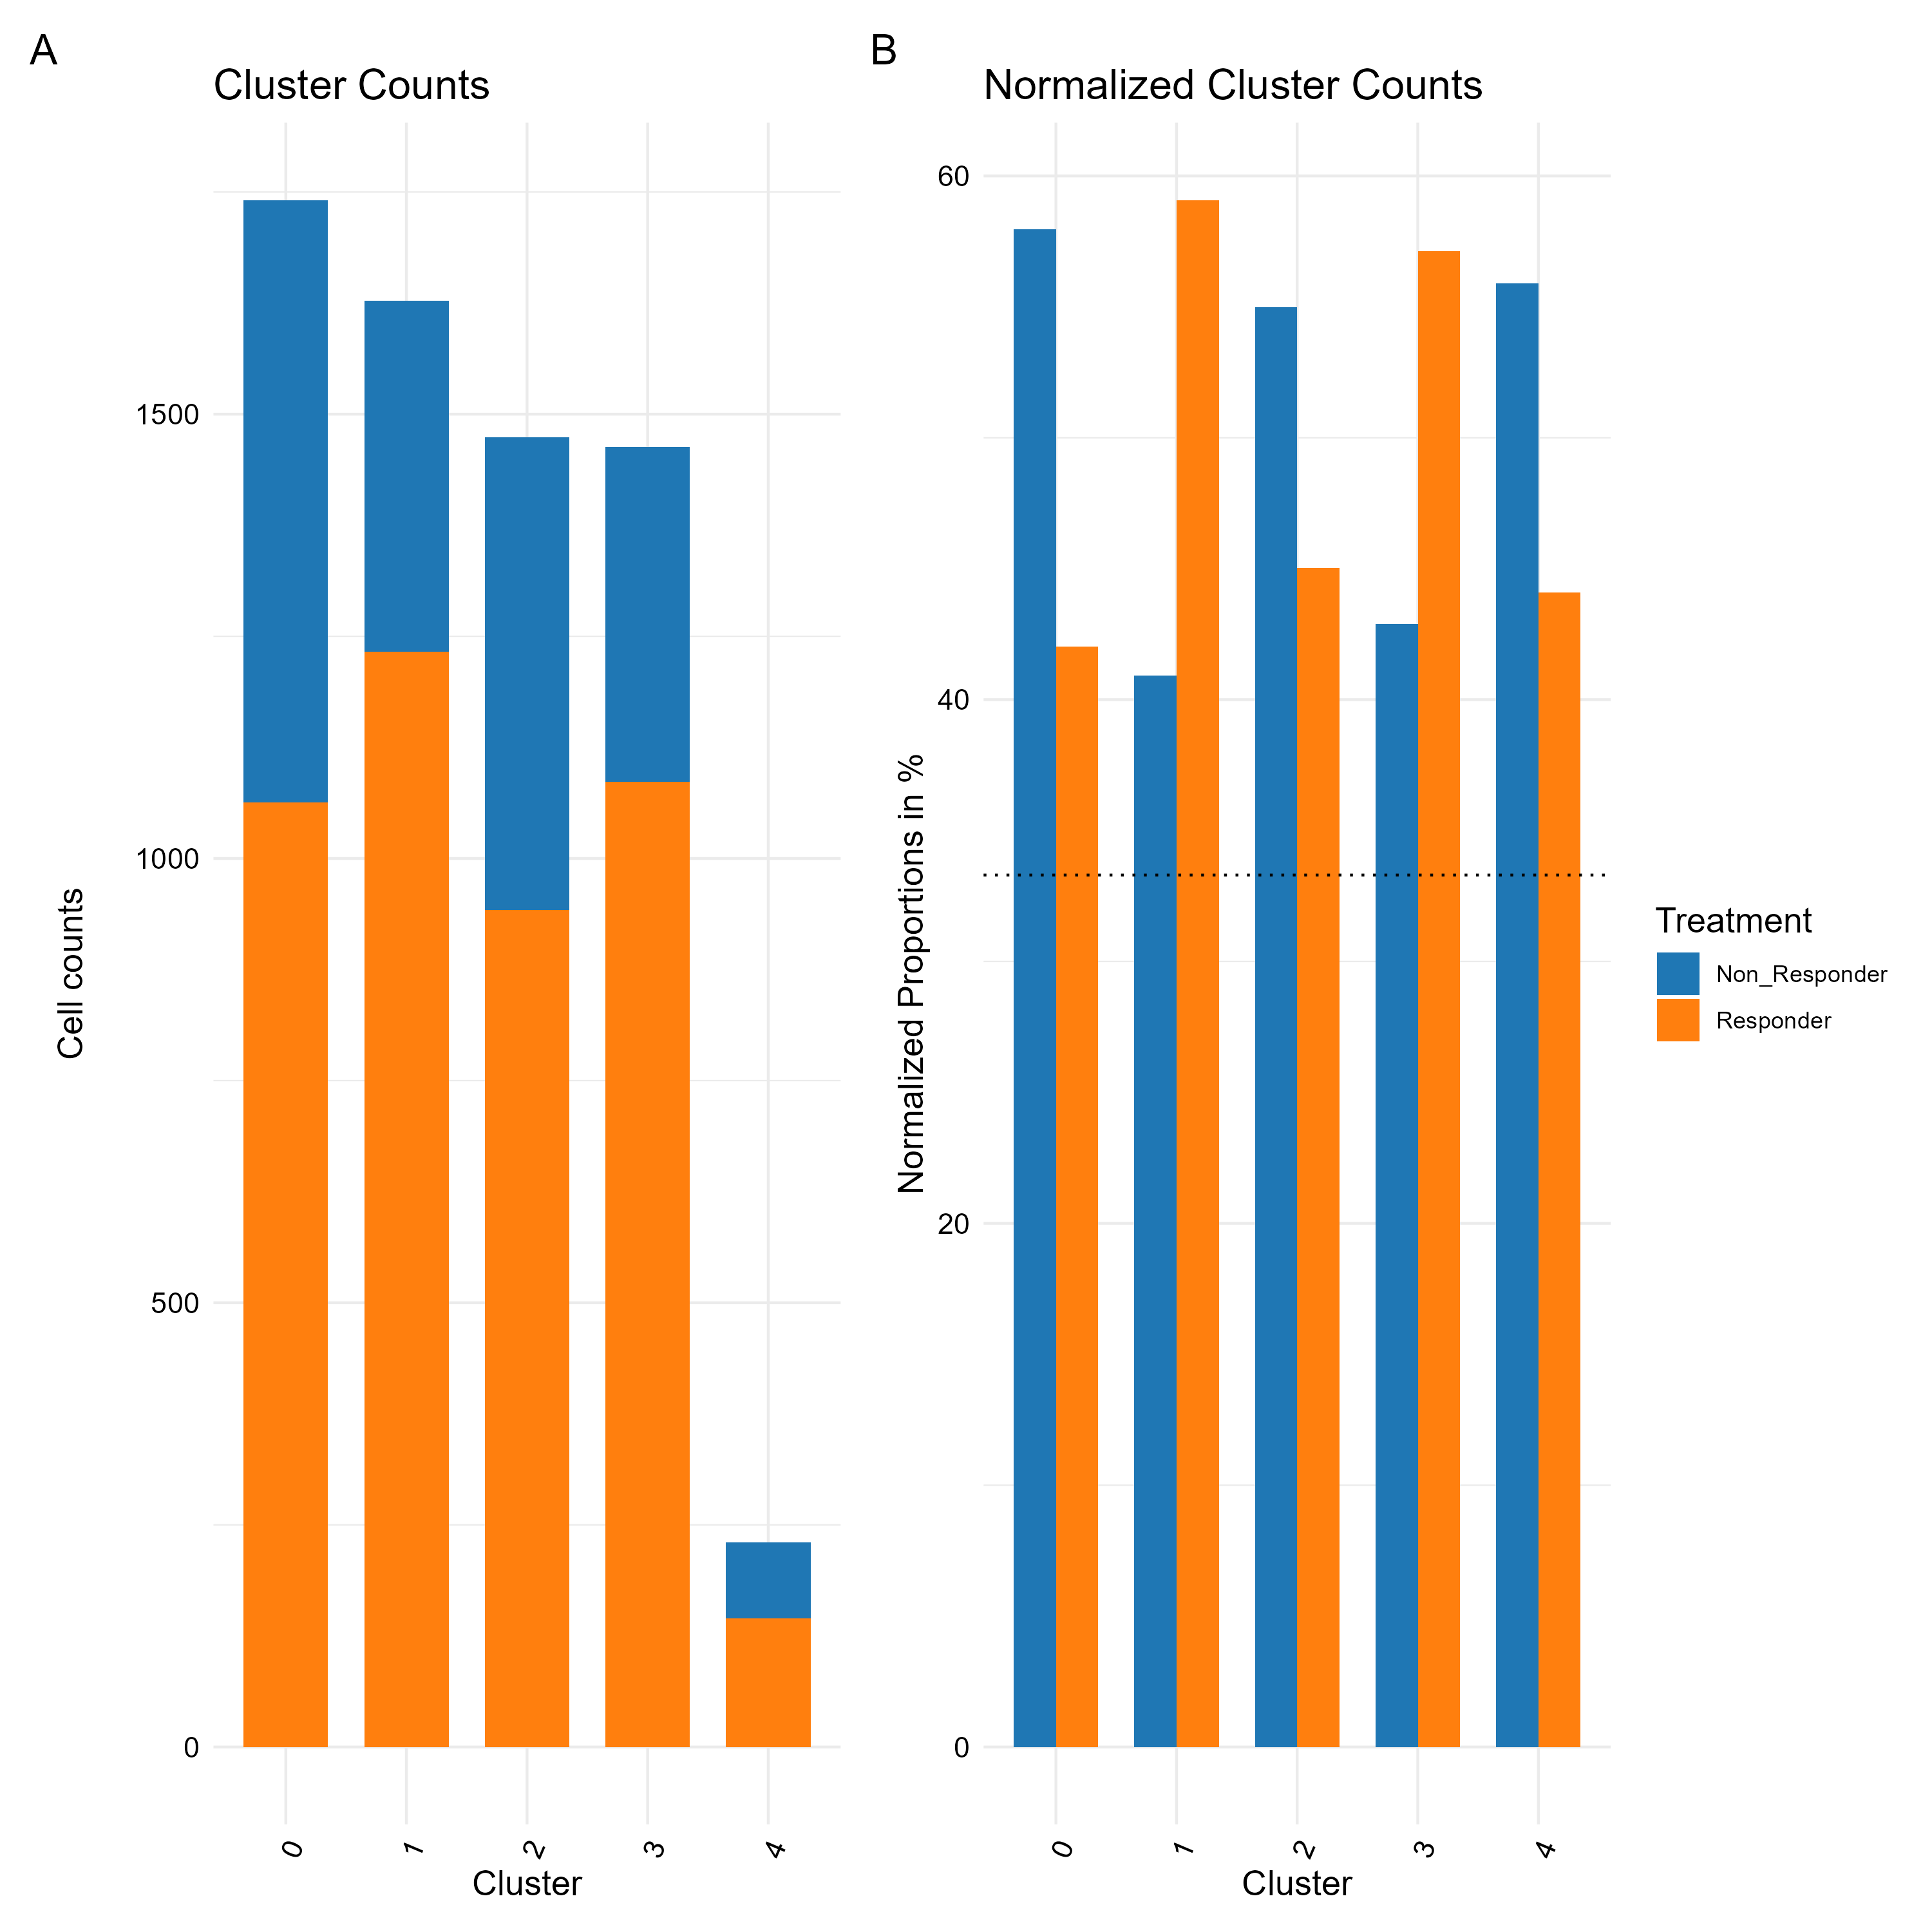 A
Cluster Counts
1500
1000
500
0
Cell counts
0
1
2
3
4
Cluster
B
Normalized Cluster Counts
60
40
20
0
Normalized Proportions in %
0
1
2
3
4
Cluster
Treatment
Non_Responder
Responder